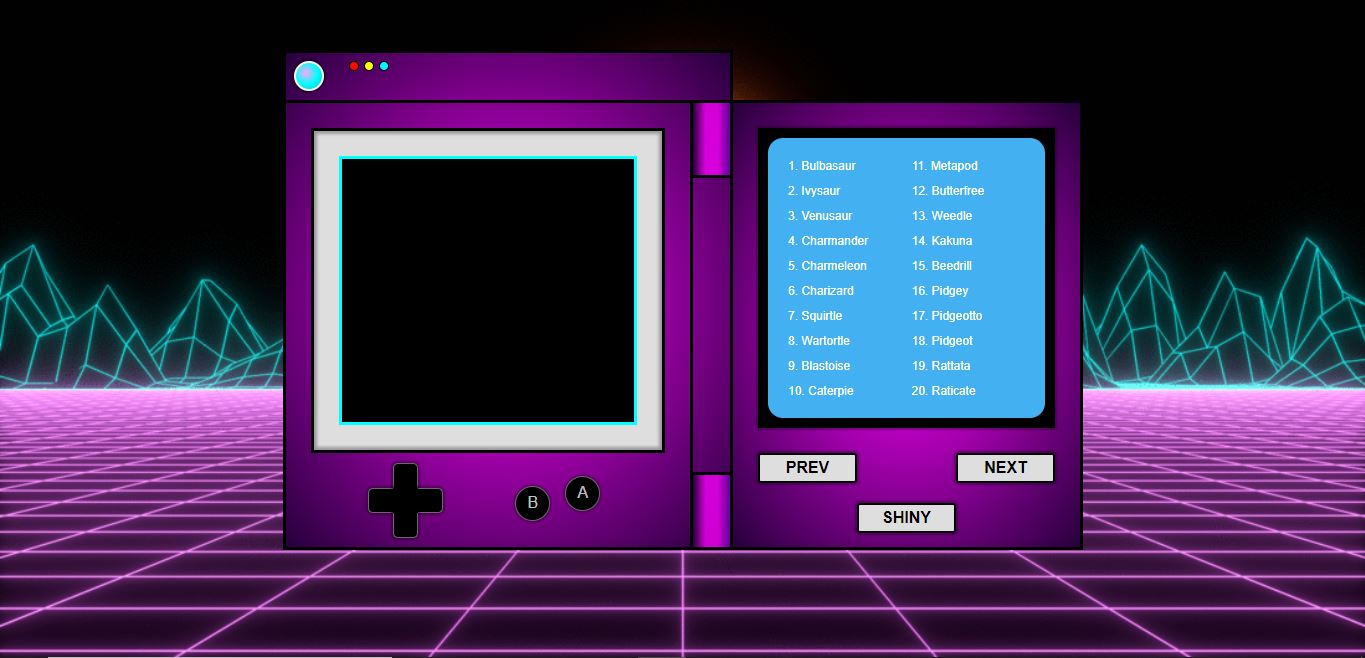 1. Bulbasaur
2. Ivysaur
3. Venusaur
4. Charmander
5. Charmeleon
6. Charizard
7. Squirtle
8. Wartortle
9. Blastoise
10. Caterpie
11. Metapod
12. Butterfree
13. Weedle
14. Kakuna
15. Beedrill
16. Pidgey
17. Pidgeotto
18. Pidgeot
19. Rattata
20. Raticate
PREV
NEXT
SHINY
B
A